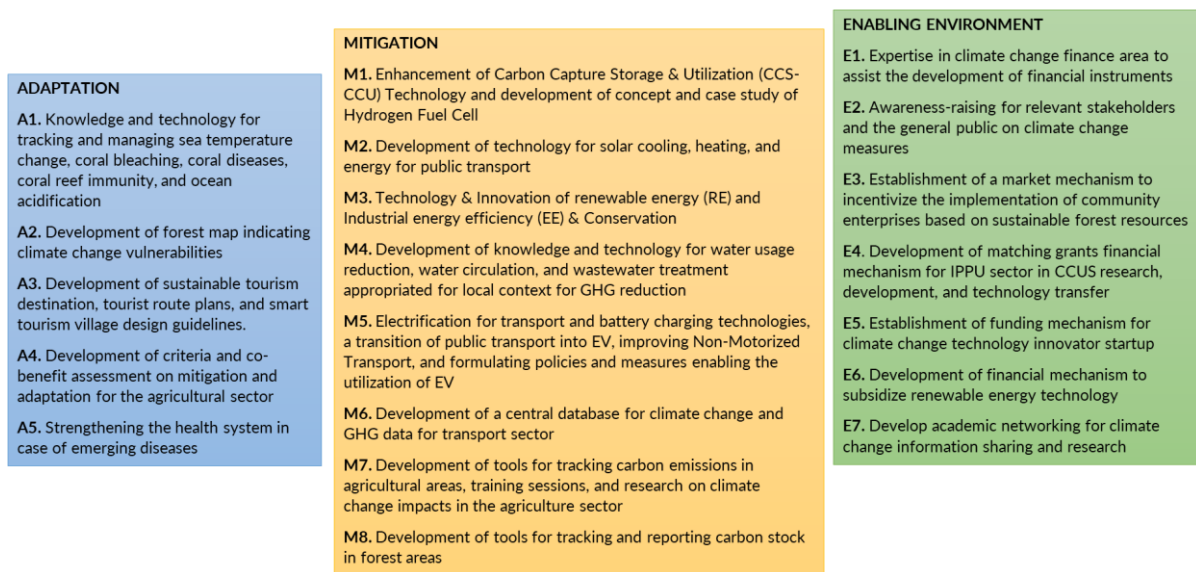 ADAPTATION
A1. Knowledge and technology for
tracking and managing sea temperature
change, coral bleaching, coral diseases,
coral reef immunity, and ocean
acidification
A2. Development of forest map indicating
climate change vulnerabilities
A3. Development of sustainable tourism
destination, tourist route plans, and smart
tourism village design guidelines.
A4. Development of criteria and co-
benefit assessment on mitigation and
adaptation for the agricultural sector
A5. Strengthening the health system in
case of emerging diseases
MITIGATION
M1. Enhancement of Carbon Capture Storage & Utilization (CCS-
CCU) Technology and development of concept and case study of
Hydrogen Fuel Cell
M2. Development of technology for solar cooling, heating, and
energy for public transport
M3. Technology & Innovation of renewable energy (RE) and
Industrial energy efficiency (EE) & Conservation
M4. Development of knowledge and technology for water usage
reduction, water circulation, and wastewater treatment
appropriated for local context for GHG reduction
M5. Electrification for transport and battery charging technologies,
a transition of public transport into EV, improving Non-Motorized
Transport, and formulating policies and measures enabling the
utilization of EV
M6. Development of a central database for climate change and
GHG data for transport sector
M7. Development of tools for tracking carbon emissions in
agricultural areas, training sessions, and research on climate
change impacts in the agriculture sector
M8. Development of tools for tracking and reporting carbon stock
in forest areas
ENABLING ENVIRONMENT
E1. Expertise in climate change finance area to
assist the development of financial instruments
E2. Awareness-raising for relevant stakeholders
and the general public on climate change
measures
E3. Establishment of a market mechanism to
incentivize the implementation of community
enterprises based on sustainable forest resources
E4. Development of matching grants financial
mechanism for IPPU sector in CCUS research,
development, and technology transfer
E5. Establishment of funding mechanism for
climate change technology innovator startup
E6. Development of financial mechanism to
subsidize renewable energy technology
E7. Develop academic networking for climate
change information sharing and research